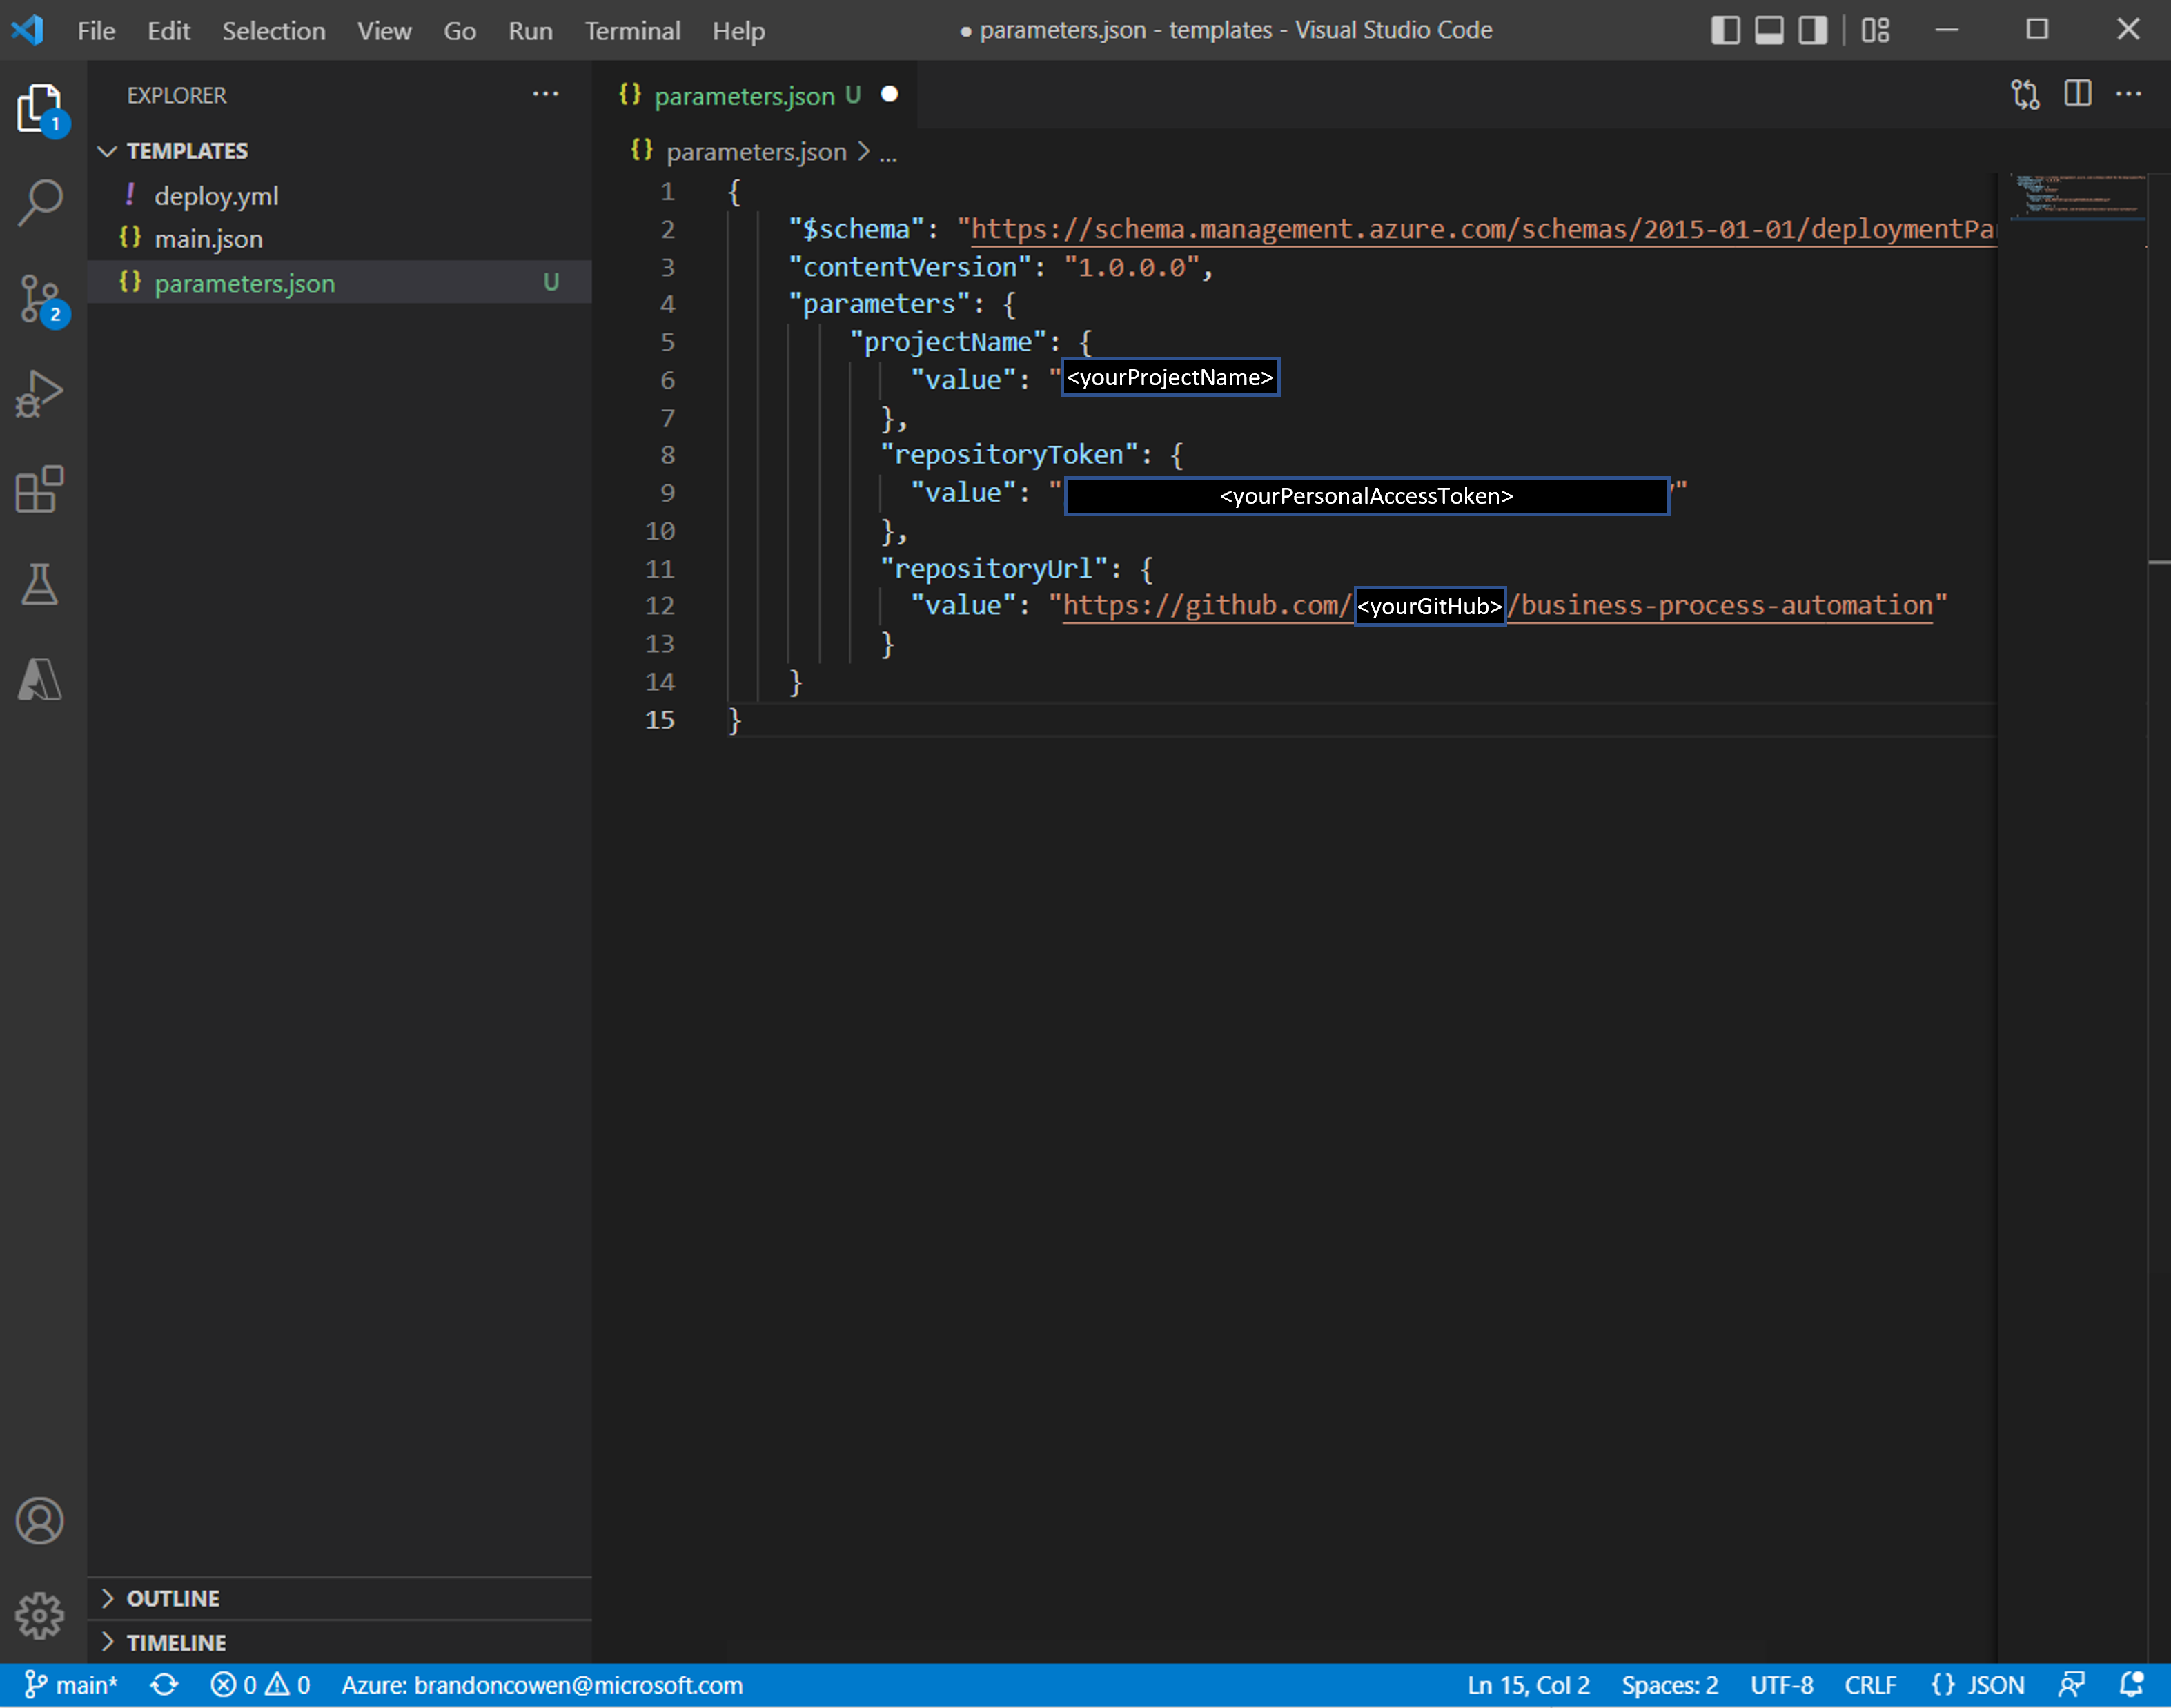 File Edit Selection View Go Run Terminal Help
● parameters.json - templates - Visual Studio Code
EXPLORER
1
TEMPLATES
! deploy.yml
{} main.json
{} parameters.json U
2
{} parameters.json U ●
{} parameters.json > ...
1 {
2 "$schema": "https://schema.management.azure.com/schemas/2015-01-01/deploymentPar
3 "contentVersion": "1.0.0.0",
4 "parameters": {
5 "projectName": {
6 "value": "<yourProjectName>
7 },
8 "repositoryToken": {
9 "value": "<yourPersonalAccessToken>"
10 },
11 "repositoryUrl": {
12 "value": "https://github.com/<yourGitHub>/business-process-automation"
13 }
14 }
15 }
OUTLINE
TIMELINE
main* 0 0 Azure: brandoncowen@microsoft.com Ln 15, Col 2 Spaces: 2 UTF-8 CRLF {} JSON